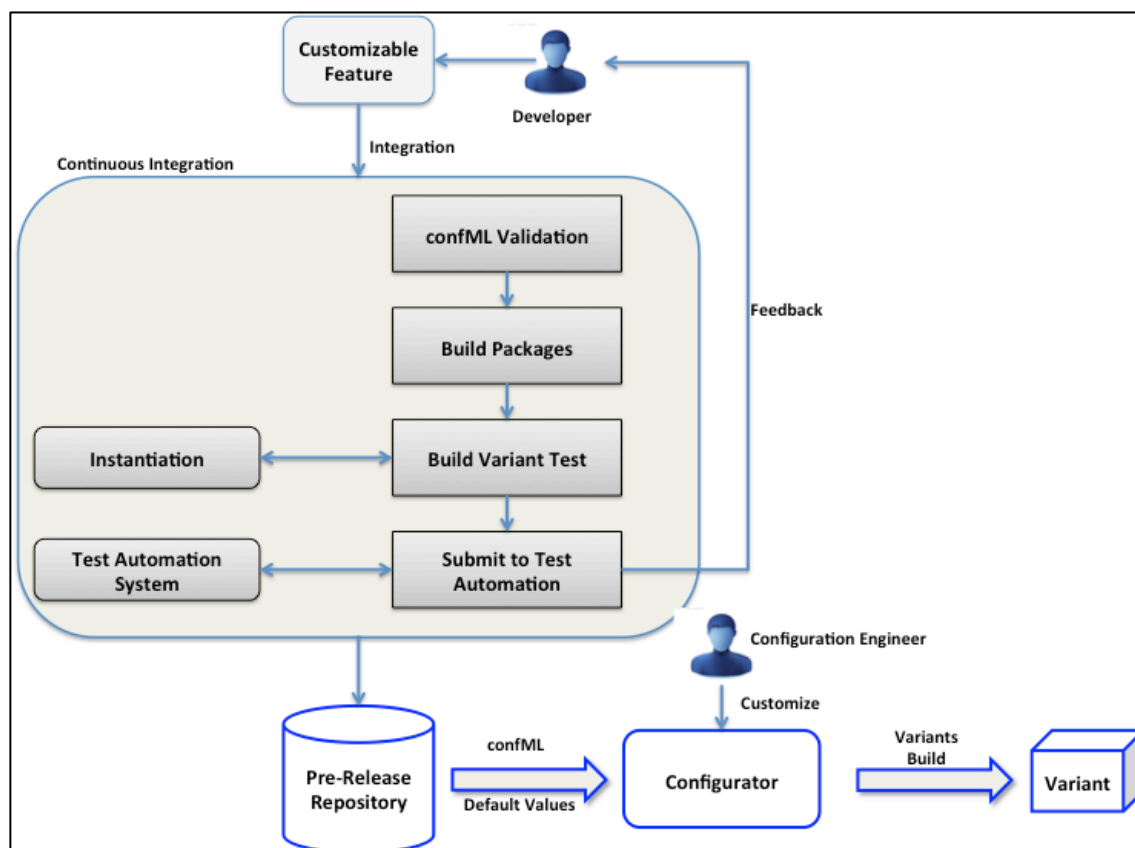 Customizable
Feature
Developer
Integration
Continuous Integration
confML Validation
Feedback
Build Packages
Instantiation
Build Variant Test
Test Automation
System
Submit to Test
Automation
Configuration Engineer
Customize
Pre-Release
Repository
confML
Default Values
Configurator
Variants
Build
Variant